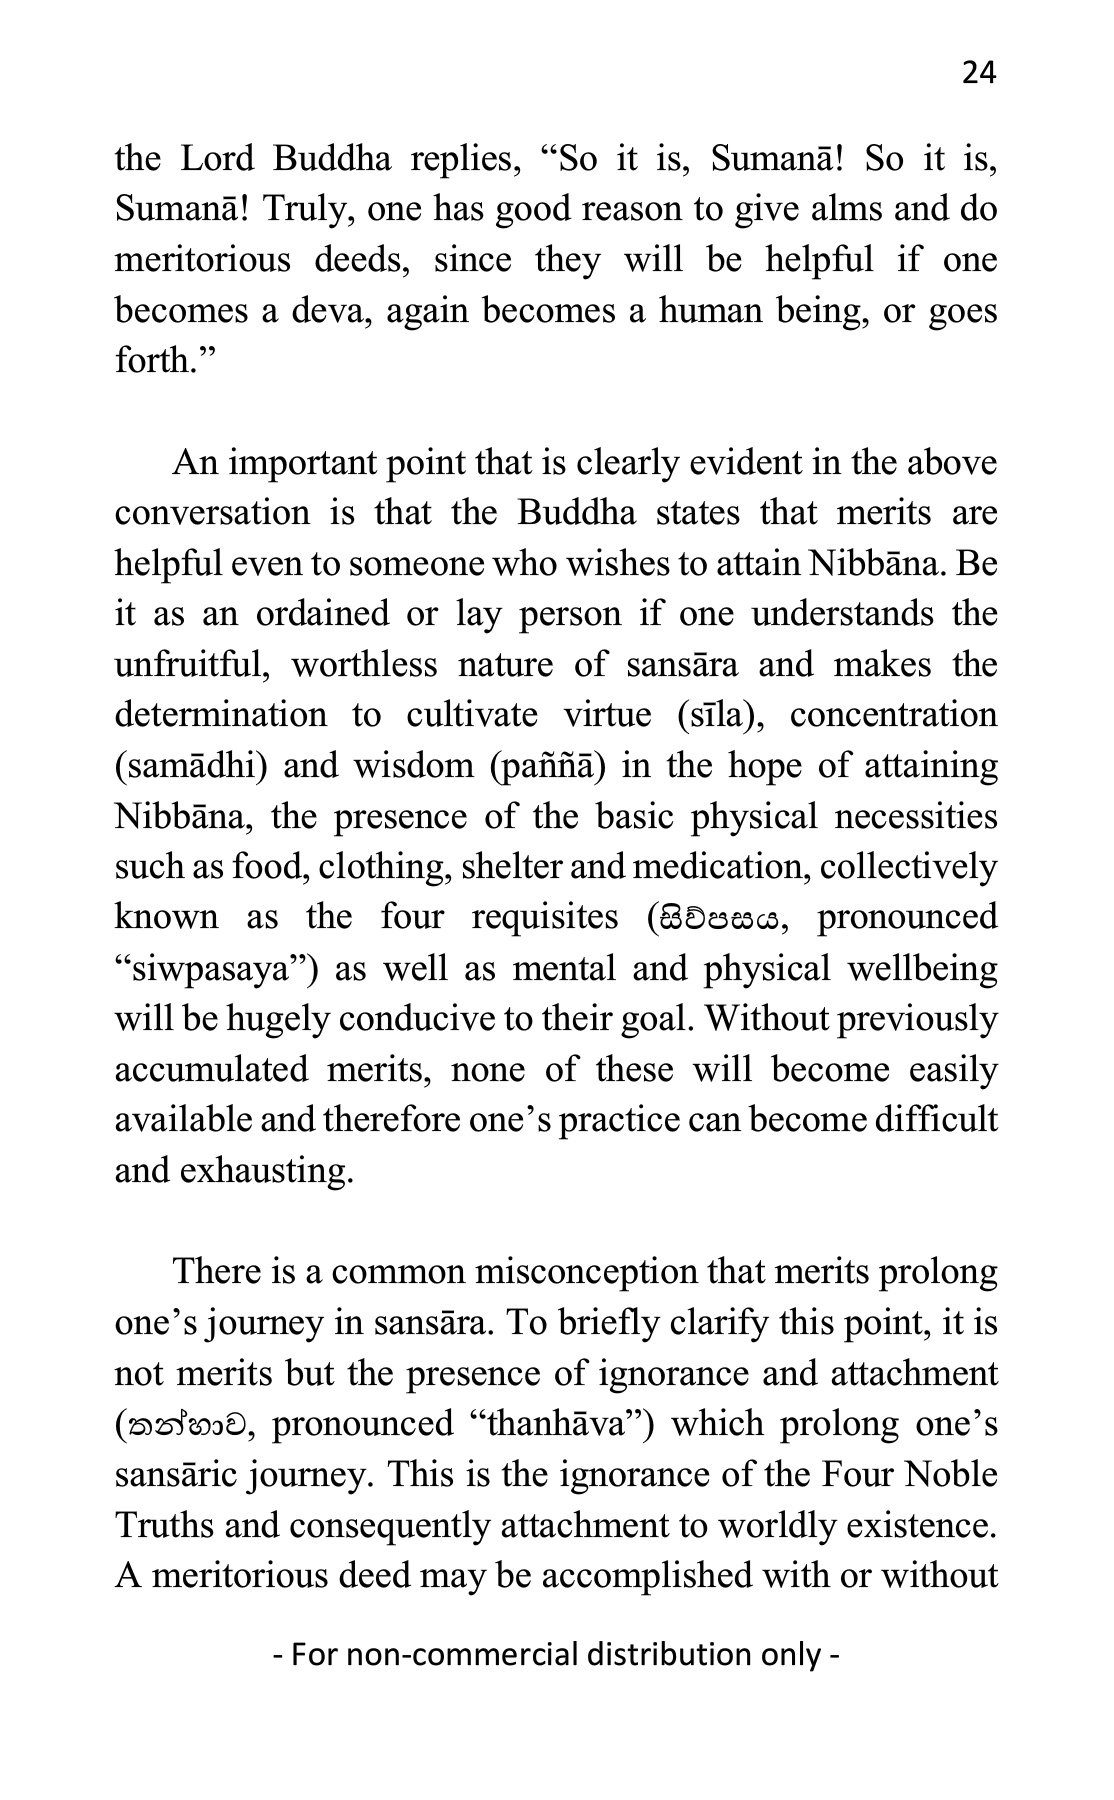 24
the Lord Buddha replies, “So it is, Sumanā! So it is,
Sumanā! Truly, one has good reason to give alms and do
meritorious deeds, since they will be helpful if one
becomes a deva, again becomes a human being, or goes
forth.”
An important point that is clearly evident in the above
conversation is that the Buddha states that merits are
helpful even to someone who wishes to attain Nibbāna. Be
it as an ordained or lay person if one understands the
unfruitful, worthless nature of sansāra and makes the
determination to cultivate virtue (sīla), concentration
(samādhi) and wisdom (paññā) in the hope of attaining
Nibbāna, the presence of the basic physical necessities
such as food, clothing, shelter and medication, collectively
known as the four requisites (සිව්පසය, pronounced
“siwpasaya”) as well as mental and physical wellbeing
will be hugely conducive to their goal. Without previously
accumulated merits, none of these will become easily
available and therefore one’s practice can become difficult
and exhausting.
There is a common misconception that merits prolong
one’s journey in sansāra. To briefly clarify this point, it is
not merits but the presence of ignorance and attachment
(තන්හාව, pronounced “thanhāva”) which prolong one’s
sansāric journey. This is the ignorance of the Four Noble
Truths and consequently attachment to worldly existence.
A meritorious deed may be accomplished with or without
- For non-commercial distribution only -